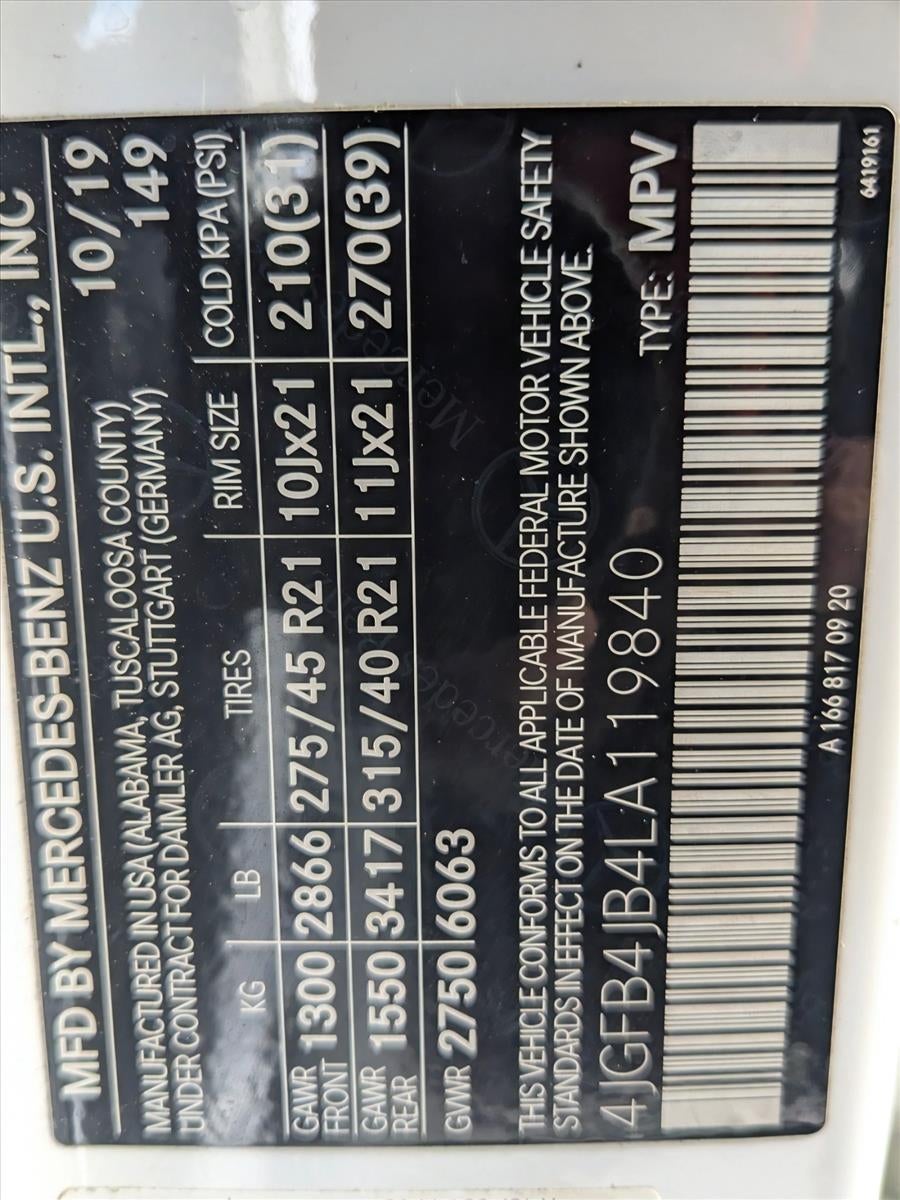 MFD BY MERCEDES-BENZ U.S. INTL., INC
10/19
MANUFACTURED IN USA (ALABAMA, TUSCALOOSA COUNTY)
149
UNDER CONTRACT FOR DAIMLER AG, STUTTGART (GERMANY)
KG LB TIRES RIM SIZE COLD KPA (PSI)
GAWR FRONT 1300 2866 275/45 R21 10Jx21 210(31)
GAWR REAR 1550 3417 315/40 R21 11Jx21 270(39)
GWR 2750 6063
THIS VEHICLE CONFORMS TO ALL APPLICABLE FEDERAL MOTOR VEHICLE SAFETY
STANDARDS IN EFFECT ON THE DATE OF MANUFACTURE SHOWN ABOVE.
4JGFB4JB4LA119840 TYPE: MPV
A 166 817 09 20 6419161